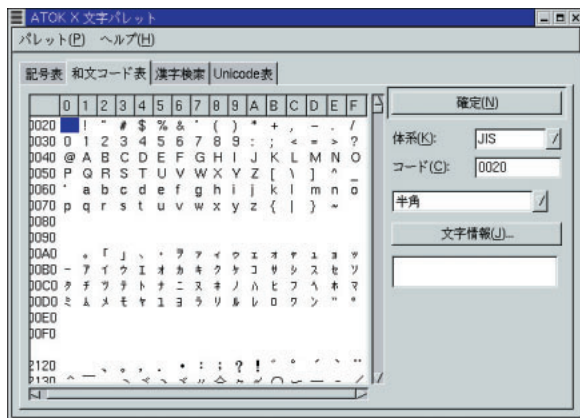 ATOK X 文字パレット
パレット(P) ヘルプ(H)
記号表 和文コード表 漢字検索 Unicode表
0 1 2 3 4 5 6 7 8 9 A B C D E F
0020 ! " # $ % & ' ( ) * + , - . /
0030 0 1 2 3 4 5 6 7 8 9 : ; < = > ?
0040 @ A B C D E F G H I J K L M N O
0050 P Q R S T U V W X Y Z [ \ ] ^ _
0060 ` a b c d e f g h i j k l m n o
0070 p q r s t u v w x y z { | } ~
0080
0090
00A0 。 「 」 、 ・ ヲ ァ ィ ゥ ェ ォ ャ ュ ョ ッ
00B0 ー ア イ ウ エ オ カ キ ク ケ コ サ シ ス セ ソ
00C0 タ チ ツ テ ト ナ ニ ヌ ネ ノ ハ ヒ フ ヘ ホ マ
00D0 ミ ム メ モ ヤ ユ ヨ ラ リ ル レ ロ ワ ン ゛ ゜
00E0
00F0
2120 、 。 , . ・ : ; ? ! ゛ ゜ ´ ` ¨
2130
確定(N)
体系(K): JIS
コード(C): 0020
半角
文字情報(J)...